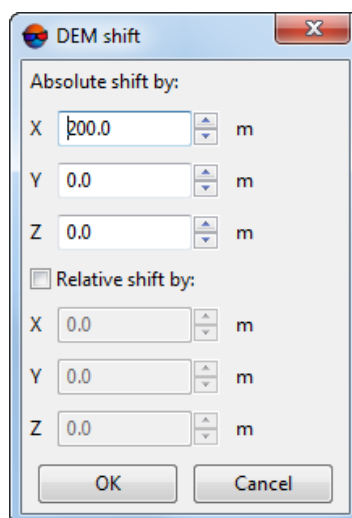 DEM shift
Absolute shift by:
X 200.0 m
Y 0.0 m
Z 0.0 m
Relative shift by:
X 0.0 m
Y 0.0 m
Z 0.0 m
OK Cancel